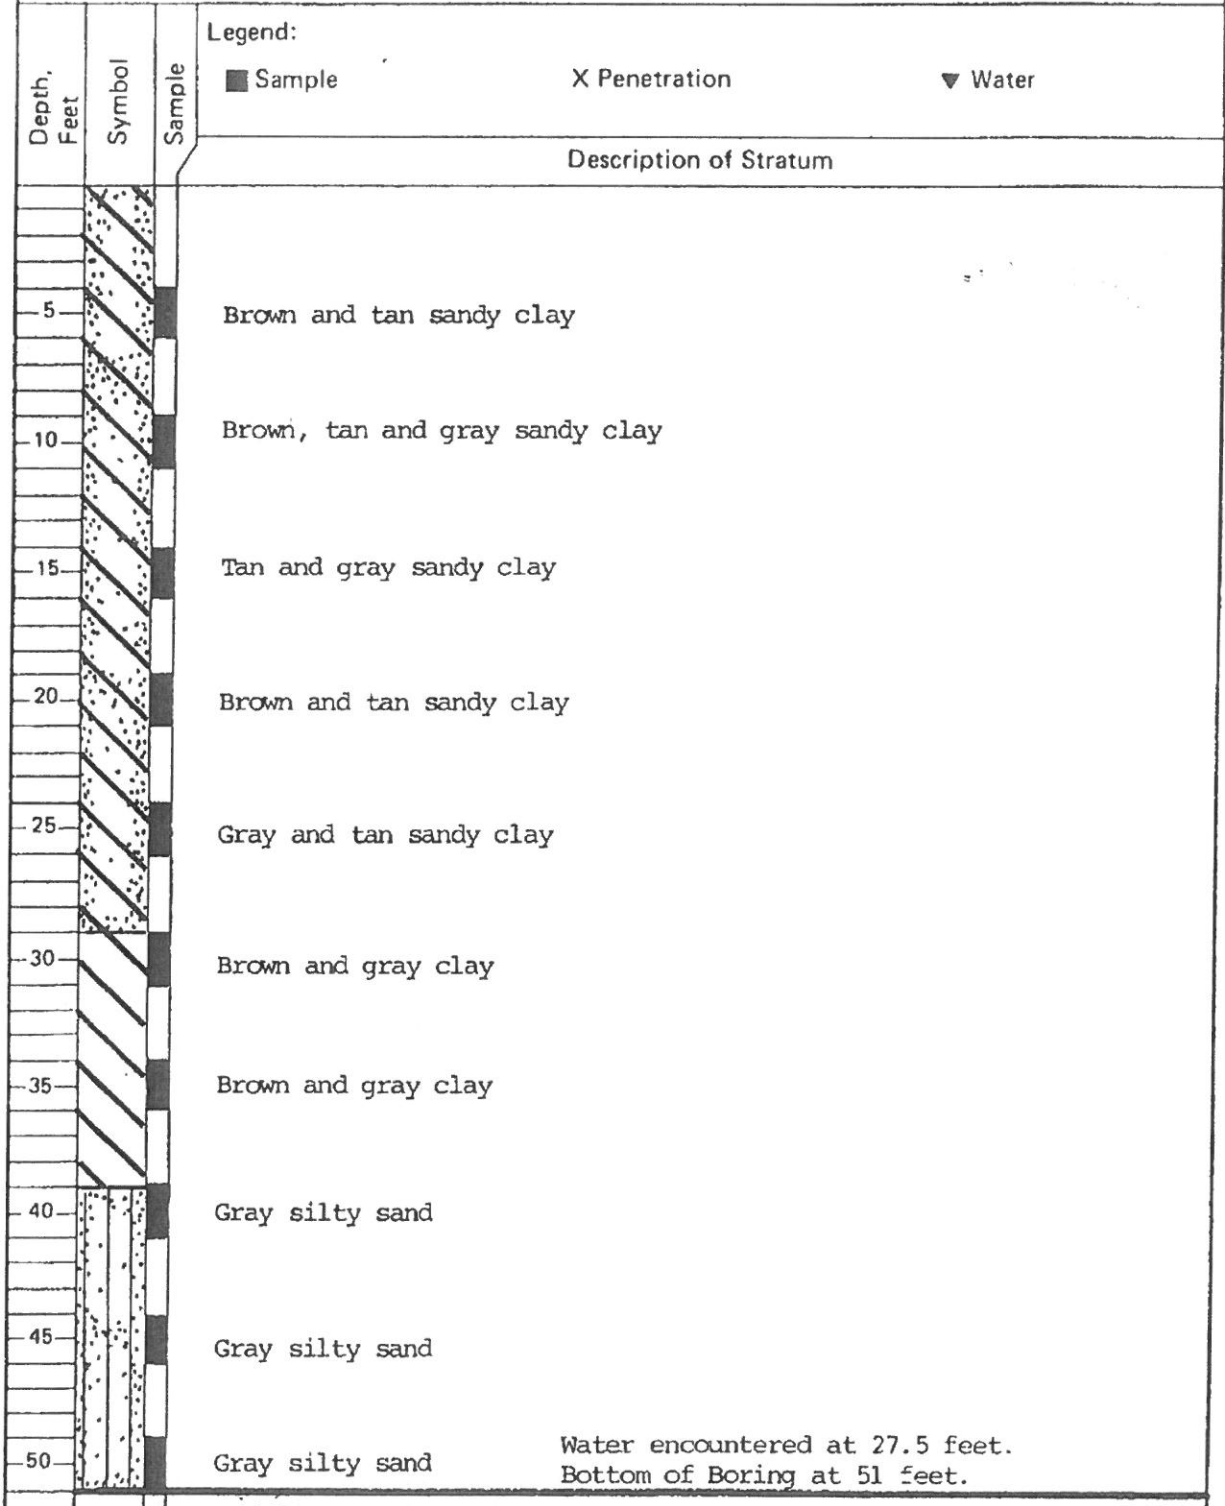 Legend:
■ Sample X Penetration ▼ Water
Depth, Feet
Symbol
Sample
Description of Stratum
5 Brown and tan sandy clay
10 Brown, tan and gray sandy clay
15 Tan and gray sandy clay
20 Brown and tan sandy clay
25 Gray and tan sandy clay
30 Brown and gray clay
35 Brown and gray clay
40 Gray silty sand
45 Gray silty sand
50 Gray silty sand
Water encountered at 27.5 feet.
Bottom of Boring at 51 feet.